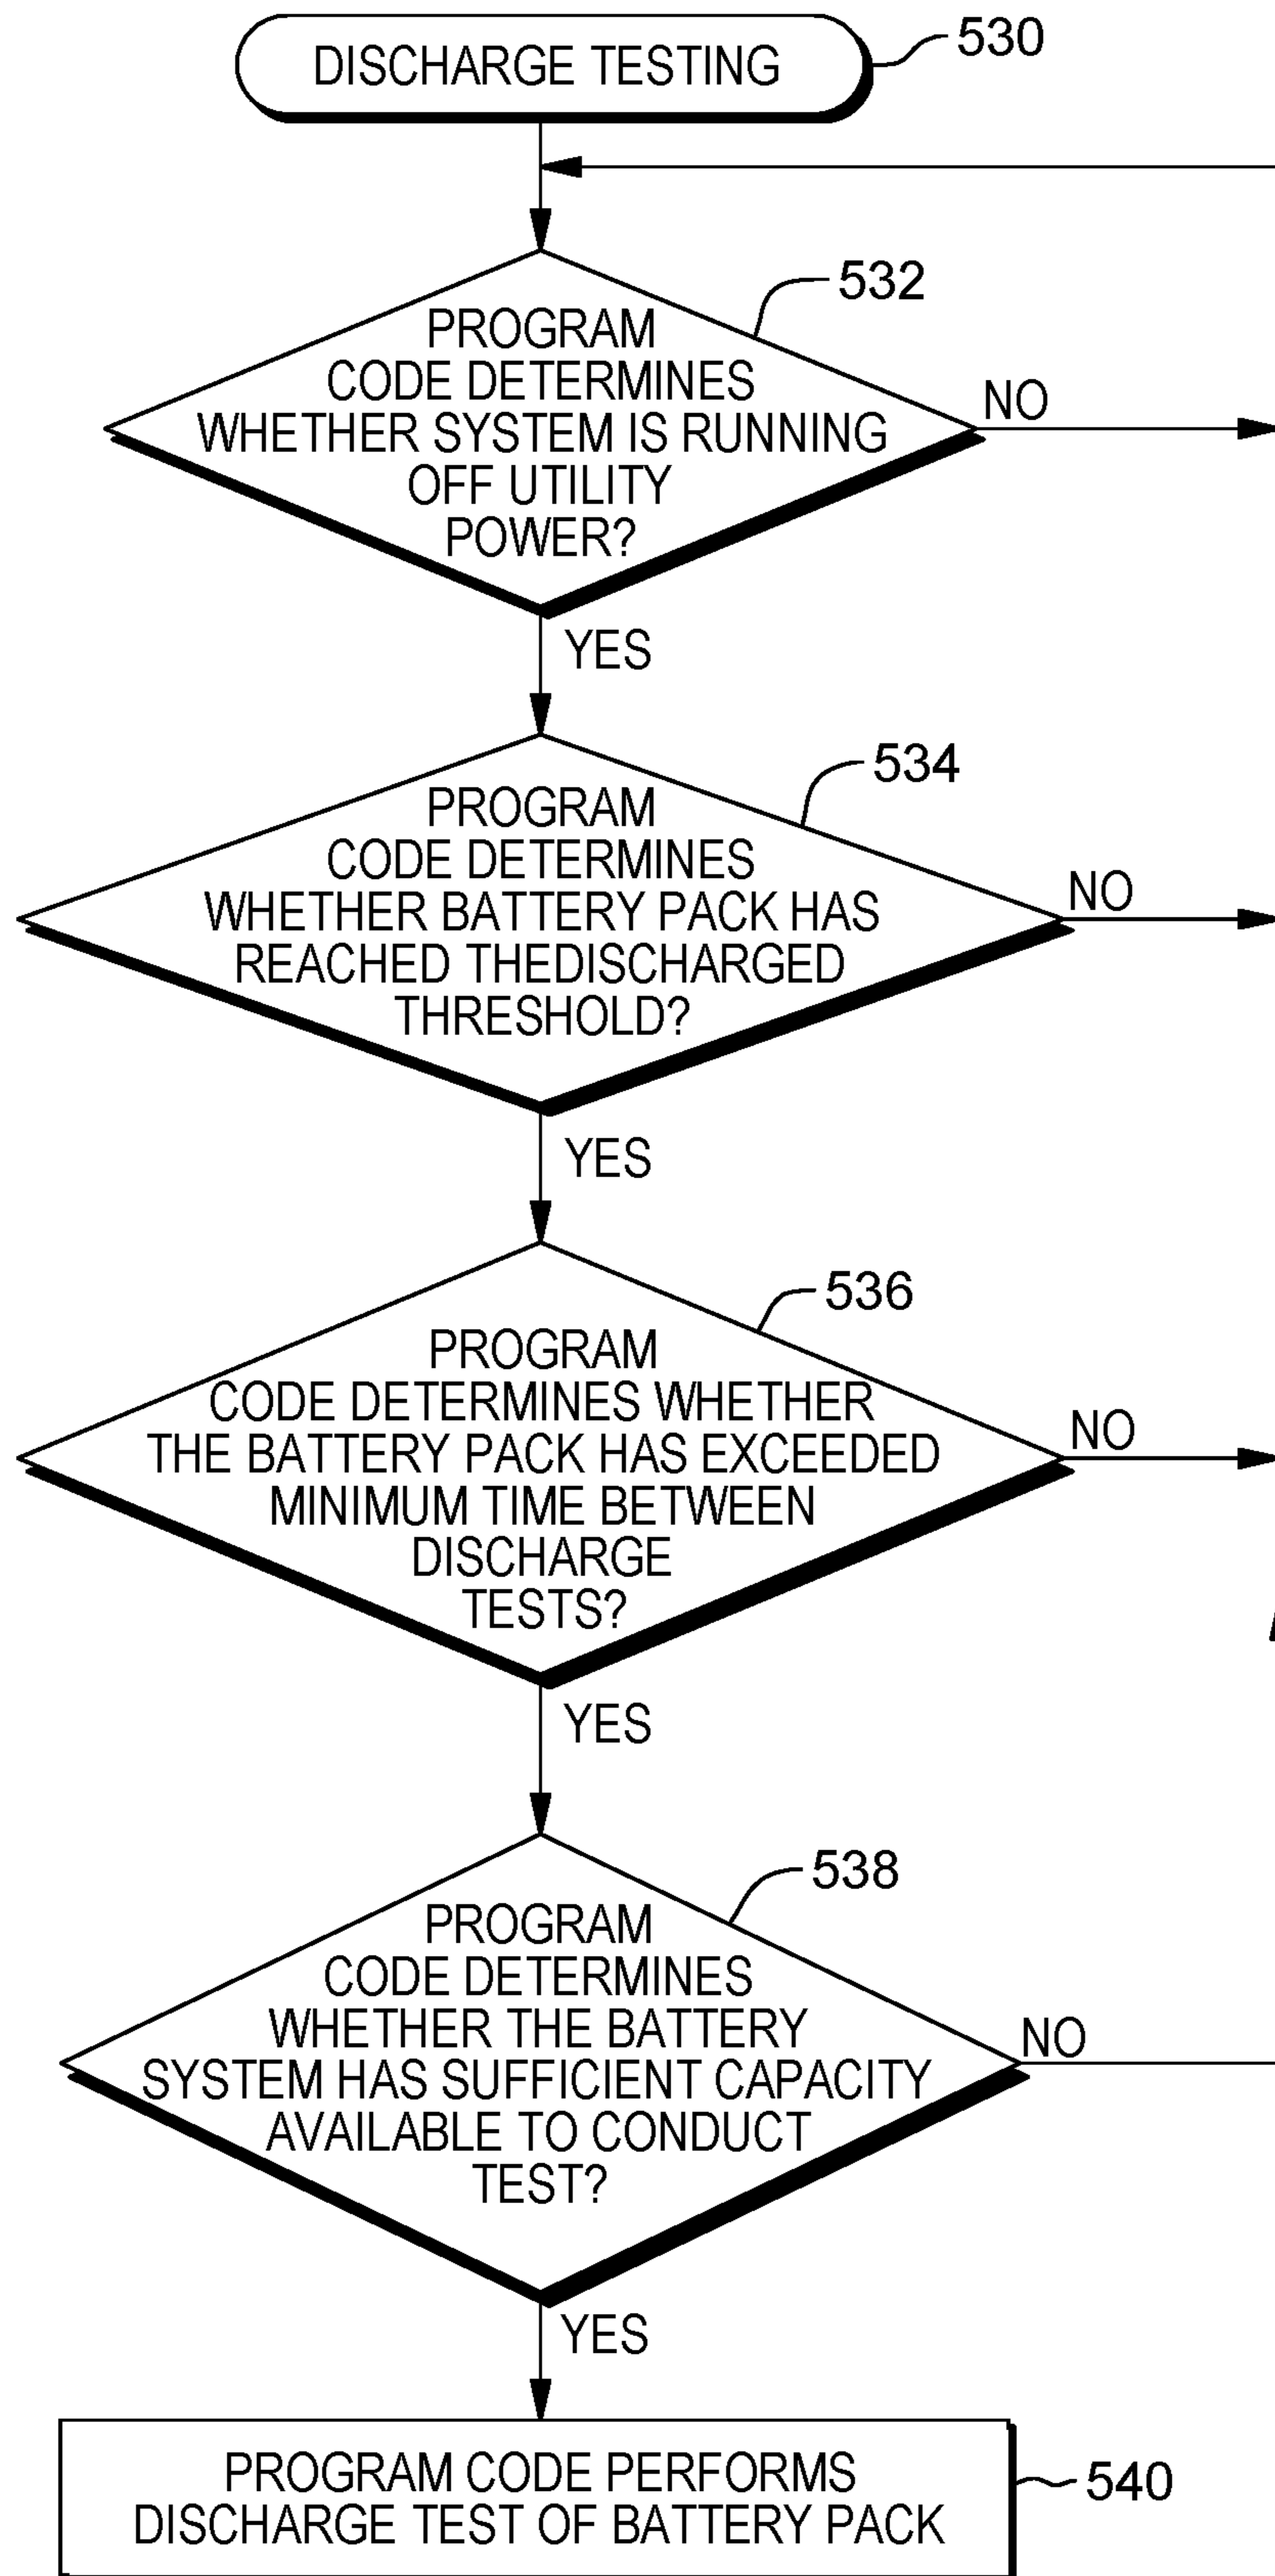 DISCHARGE TESTING
530
532
PROGRAM
CODE DETERMINES
WHETHER SYSTEM IS RUNNING
OFF UTILITY
POWER?
NO
YES
534
PROGRAM
CODE DETERMINES
WHETHER BATTERY PACK HAS
REACHED THEDISCHARGED
THRESHOLD?
NO
YES
536
PROGRAM
CODE DETERMINES WHETHER
THE BATTERY PACK HAS EXCEEDED
MINIMUM TIME BETWEEN
DISCHARGE
TESTS?
NO
YES
538
PROGRAM
CODE DETERMINES
WHETHER THE BATTERY
SYSTEM HAS SUFFICIENT CAPACITY
AVAILABLE TO CONDUCT
TEST?
NO
YES
PROGRAM CODE PERFORMS
DISCHARGE TEST OF BATTERY PACK
540